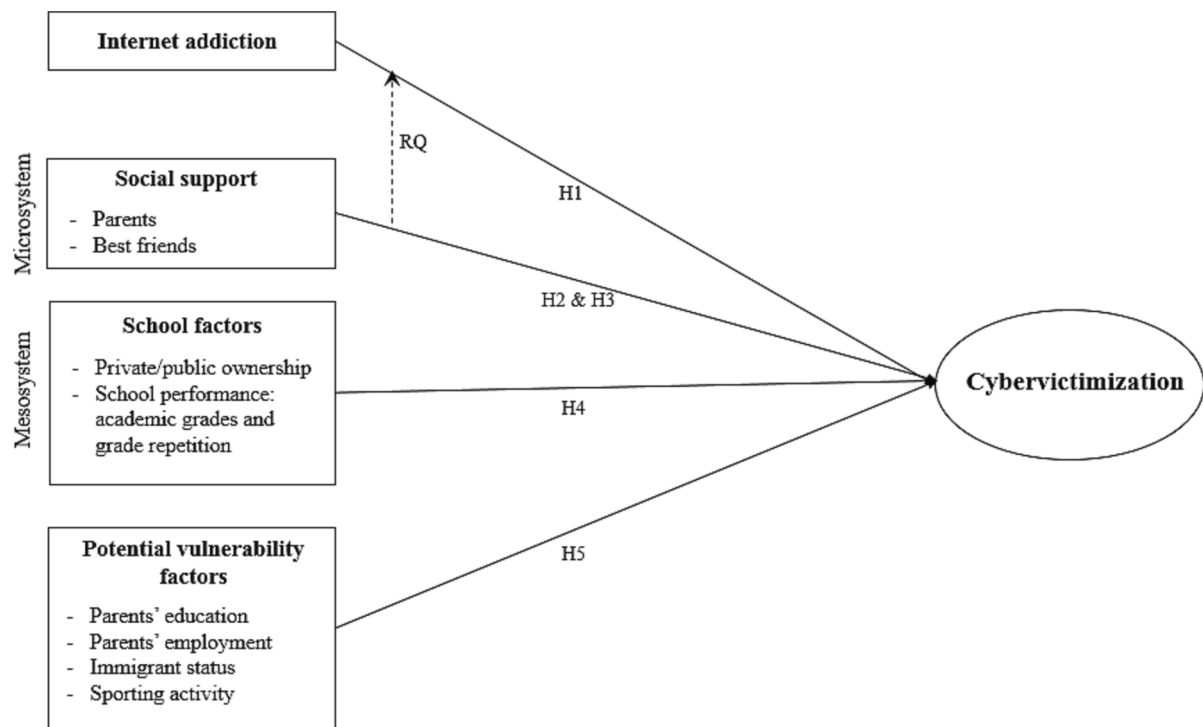 Internet addiction
RQ
Microsystem
Social support
- Parents
- Best friends
H1
H2 & H3
Mesosystem
School factors
- Private/public ownership
- School performance:
academic grades and
grade repetition
H4
Cybervictimization
Potential vulnerability
factors
- Parents’ education
- Parents’ employment
- Immigrant status
- Sporting activity
H5